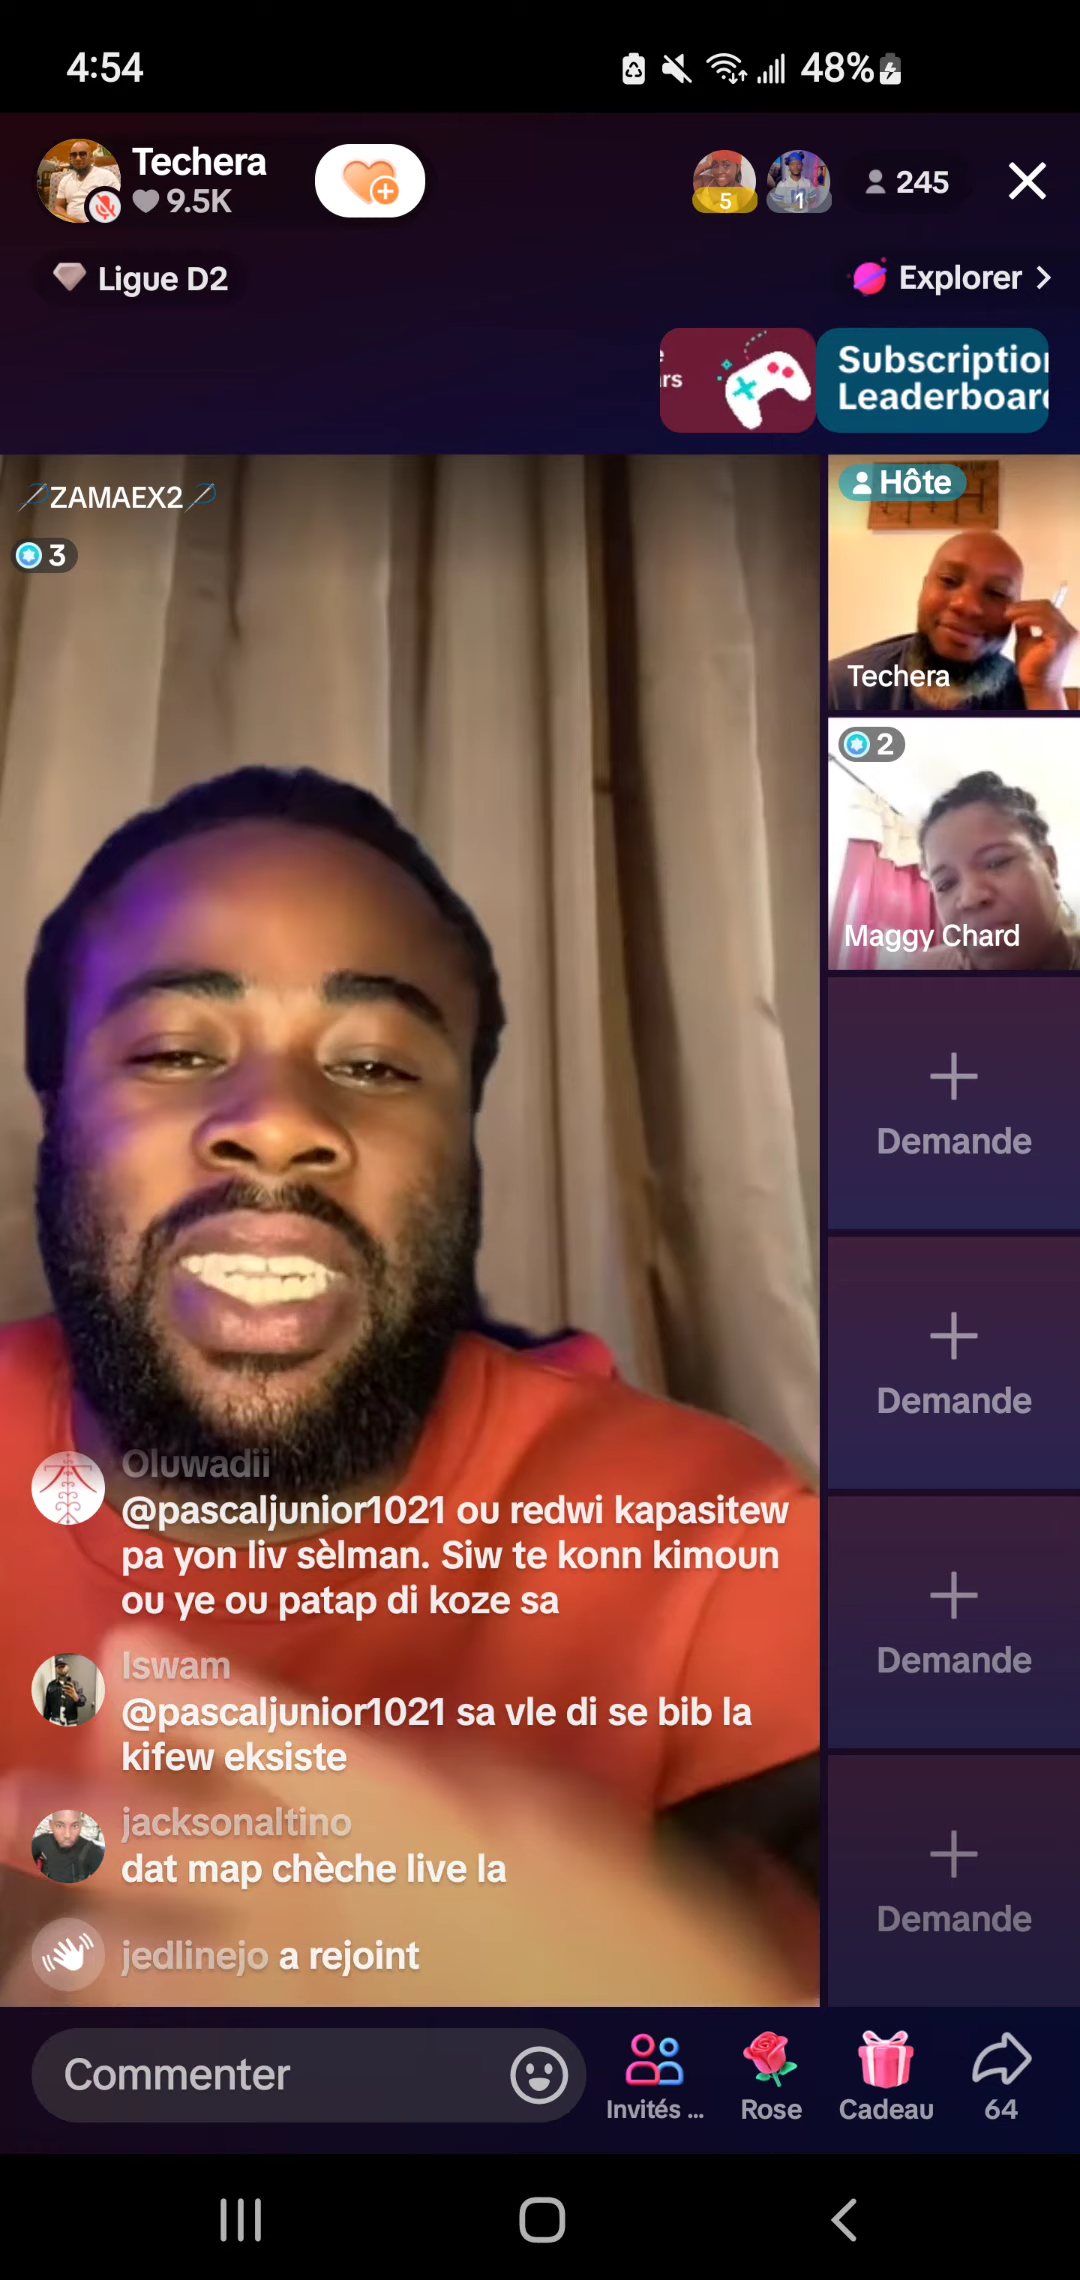 4:54
48%
Techera
9.5K
5
1
245
Ligue D2
Explorer
rs
Subscription
Leaderboar
ZAMAEX2
3
Hôte
Techera
2
Maggy Chard
Demande
Demande
Demande
Demande
Oluwadii
@pascaljunior1021 ou redwi kapasitew
pa yon liv sèlman. Siw te konn kimoun
ou ye ou patap di koze sa
Iswam
@pascaljunior1021 sa vle di se bib la
kifew eksiste
jacksonaltino
dat map chèche live la
jedlinejo a rejoint
Commenter
Invités ...
Rose
Cadeau
64